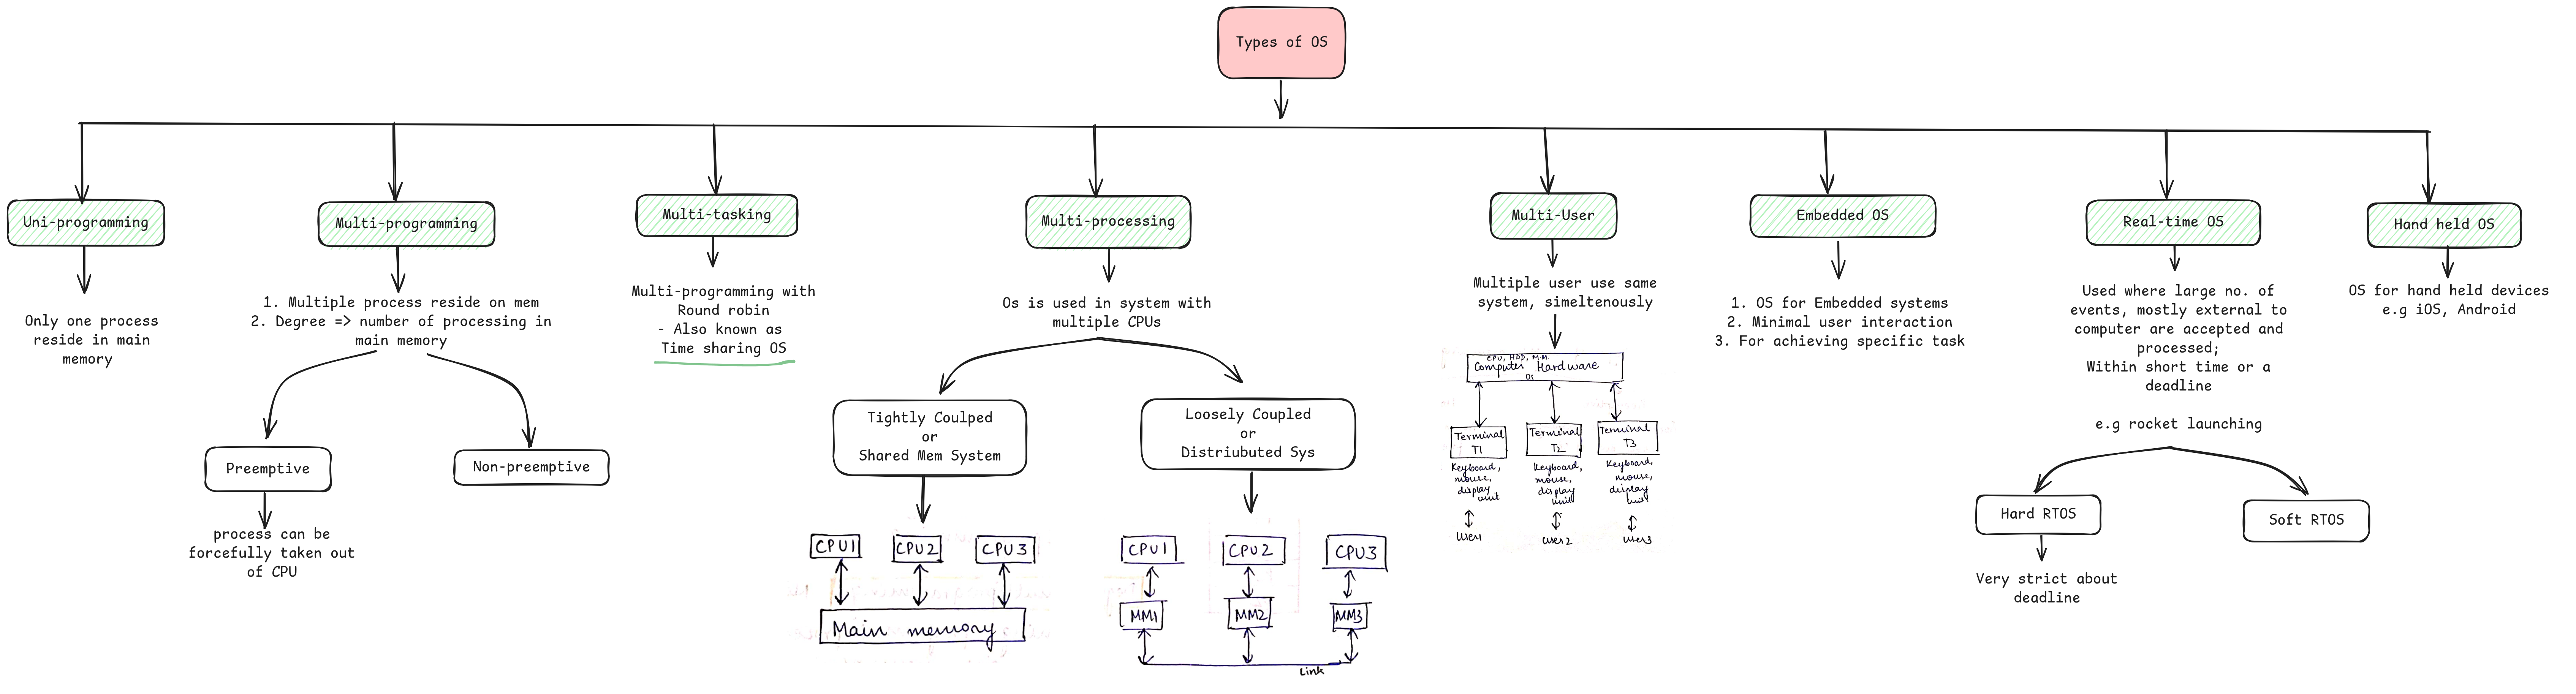 Types of OS
Uni-programming
Only one process
reside in main
memory
Multi-programming
1. Multiple process reside on mem
2. Degree => number of processing in
main memory
Preemptive
process can be
forcefully taken out
of CPU
Non-preemptive
Multi-tasking
Multi-programming with
Round robin
- Also known as
Time sharing OS
Multi-processing
Os is used in system with
multiple CPUs
Tightly Coulped
or
Shared Mem System
CPU1
CPU2
CPU3
Main memory
Loosely Coupled
or
Distriubuted Sys
CPU1
CPU2
CPU3
MM1
MM2
MM3
Link
Multi-User
Multiple user use same
system, simeltenously
CPU, HDD, M.M.
Computer Hardware
OS
Terminal
T1
Keyboard,
mouse,
display
unit
User1
Terminal
T2
Keyboard,
mouse,
display
unit
User2
Terminal
T3
Keyboard,
mouse,
display
unit
User3
Embedded OS
1. OS for Embedded systems
2. Minimal user interaction
3. For achieving specific task
Real-time OS
Used where large no. of
events, mostly external to
computer are accepted and
processed;
Within short time or a
deadline
e.g rocket launching
Hard RTOS
Very strict about
deadline
Soft RTOS
Hand held OS
OS for hand held devices
e.g iOS, Android